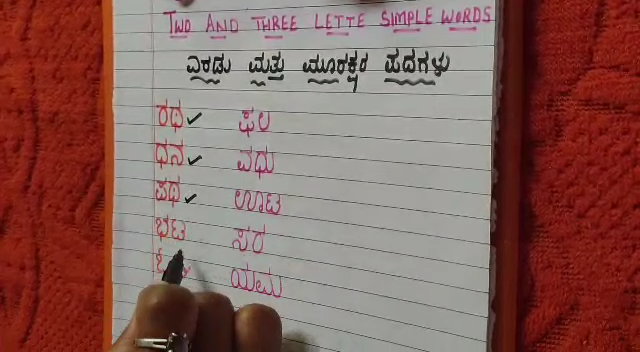 TWO AND THREE LETTE SIMPLE WORDS
ಎರಡು ಮತ್ತು ಮೂರಕ್ಷರ ಪದಗಳು
ರಥ ಫಲ
ಧನ ವಧು
ಪಥ ಊಟ
ಭಟ ಸರ
ಯಮ